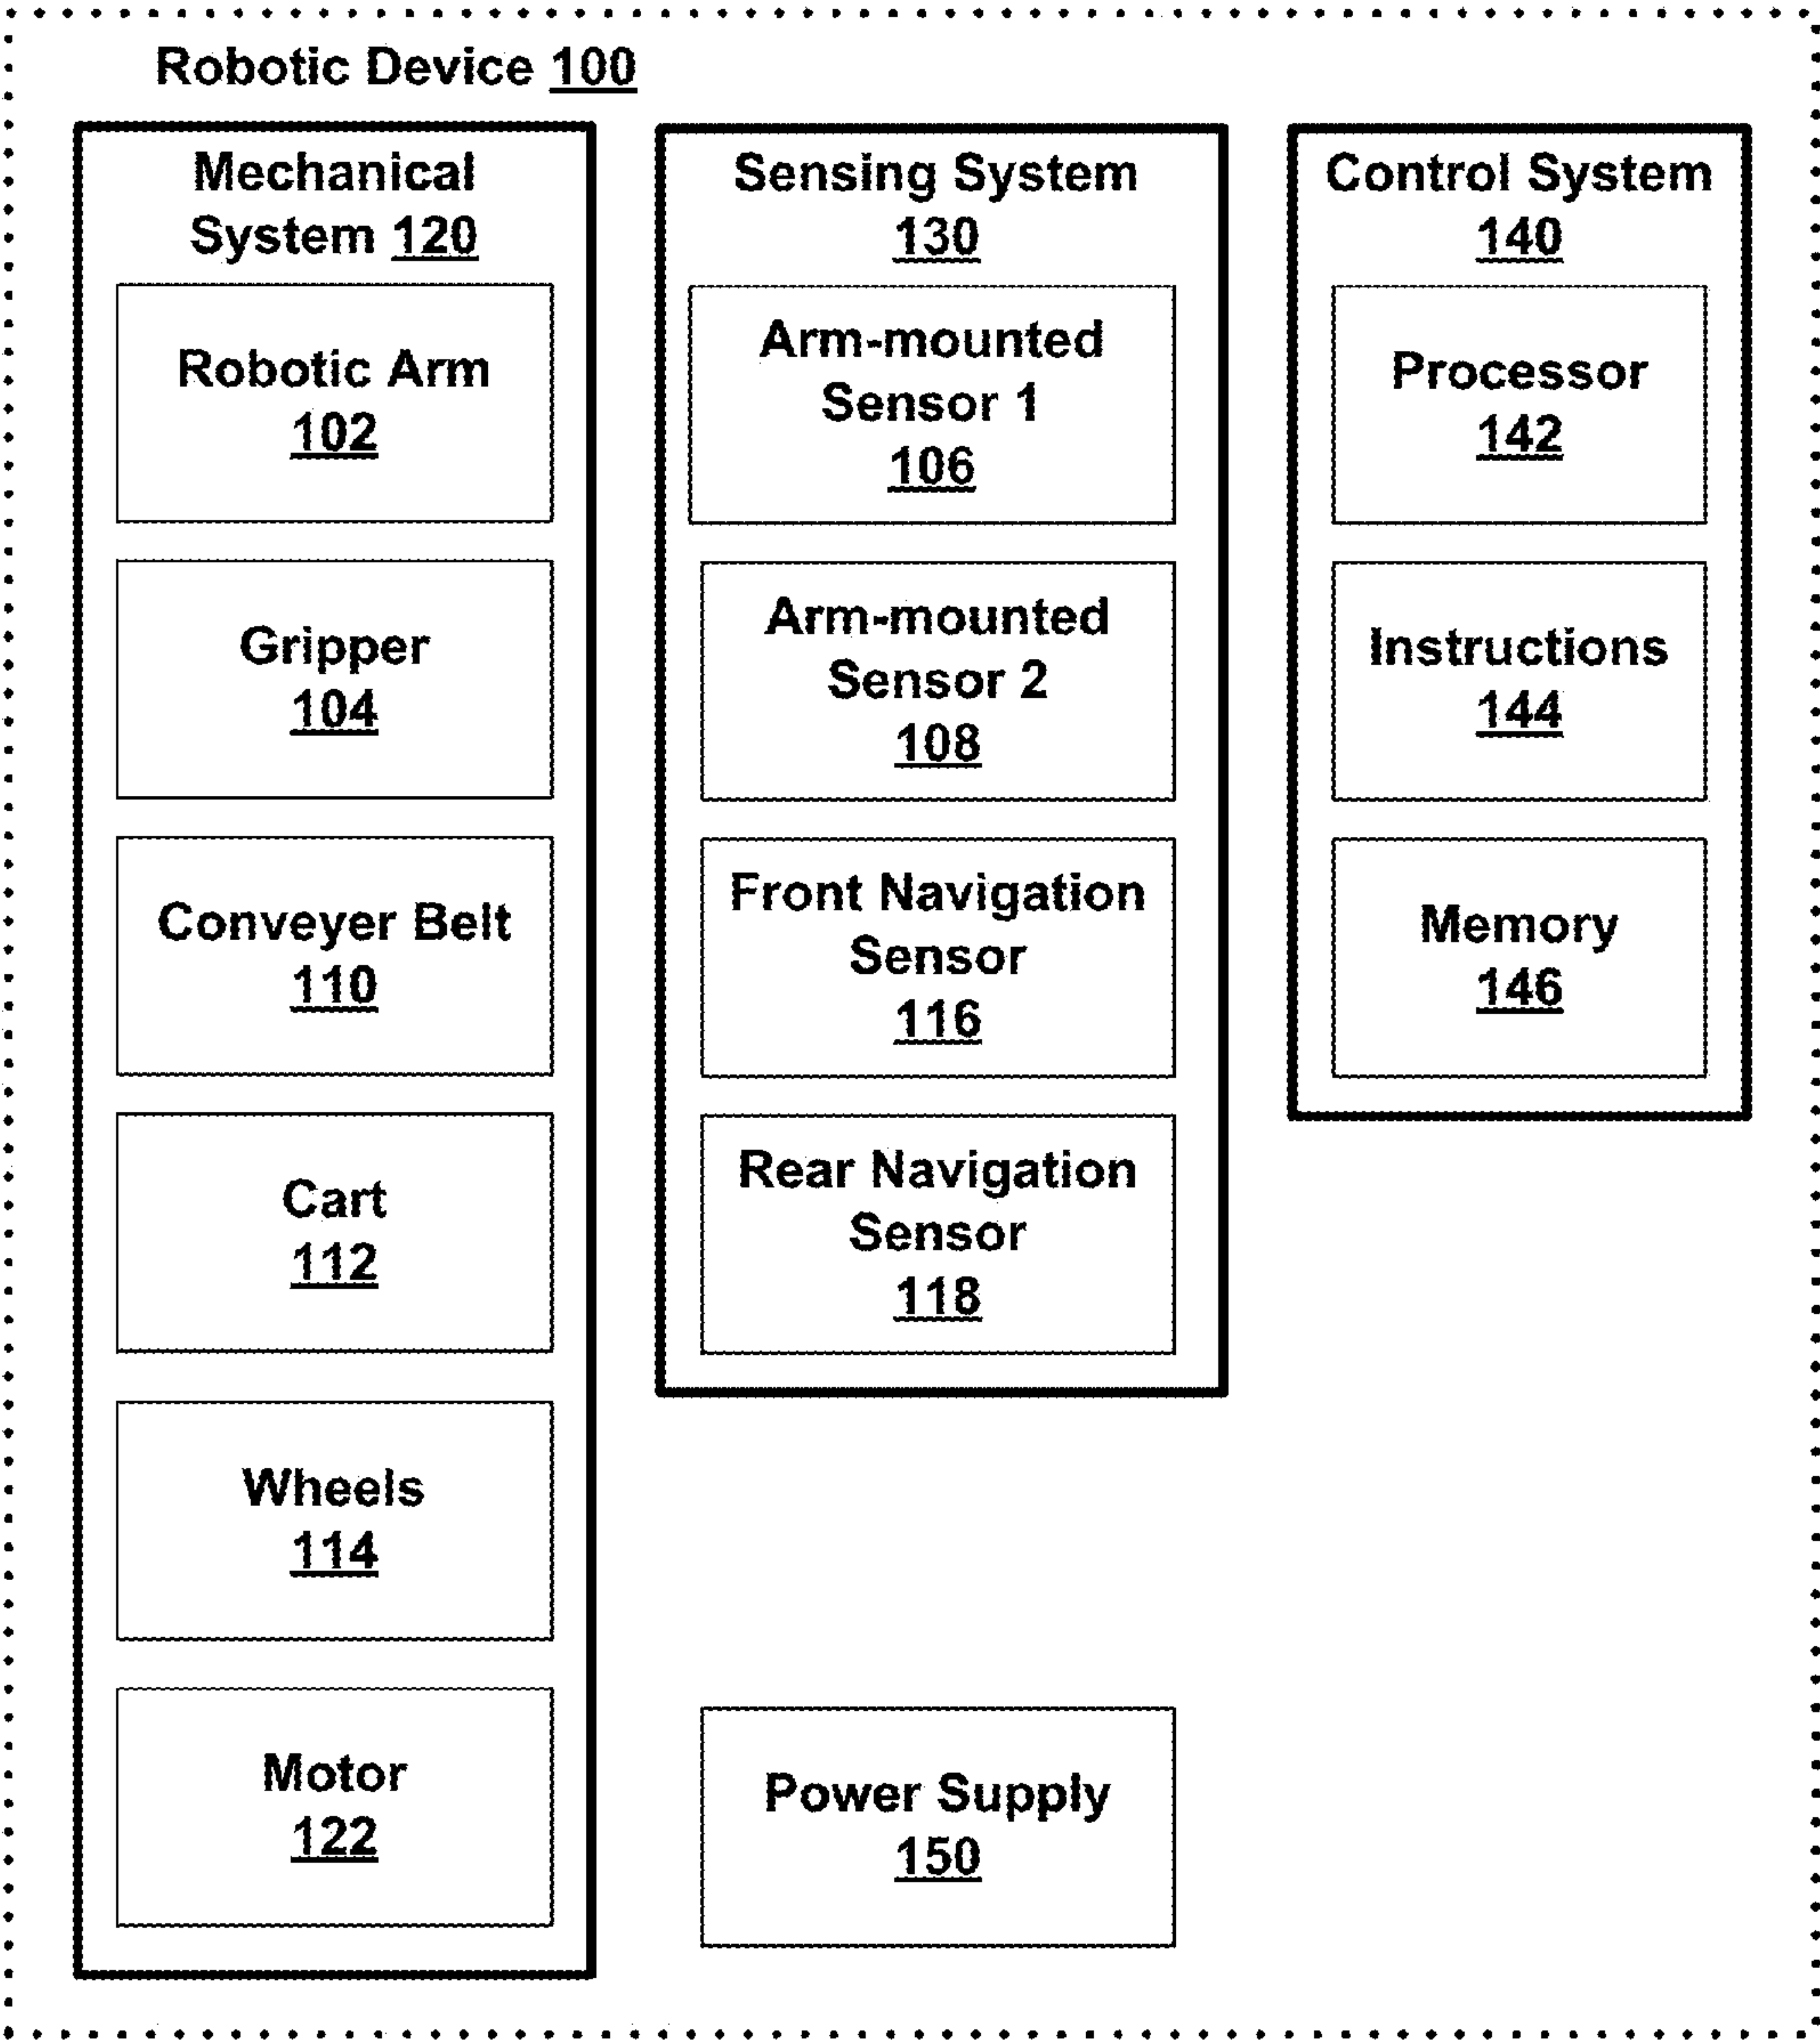 Robotic Device 100
Mechanical
System 120
Robotic Arm
102
Gripper
104
Conveyer Belt
110
Cart
112
Wheels
114
Motor
122
Sensing System
130
Arm-mounted
Sensor 1
106
Arm-mounted
Sensor 2
108
Front Navigation
Sensor
116
Rear Navigation
Sensor
118
Power Supply
150
Control System
140
Processor
142
Instructions
144
Memory
146